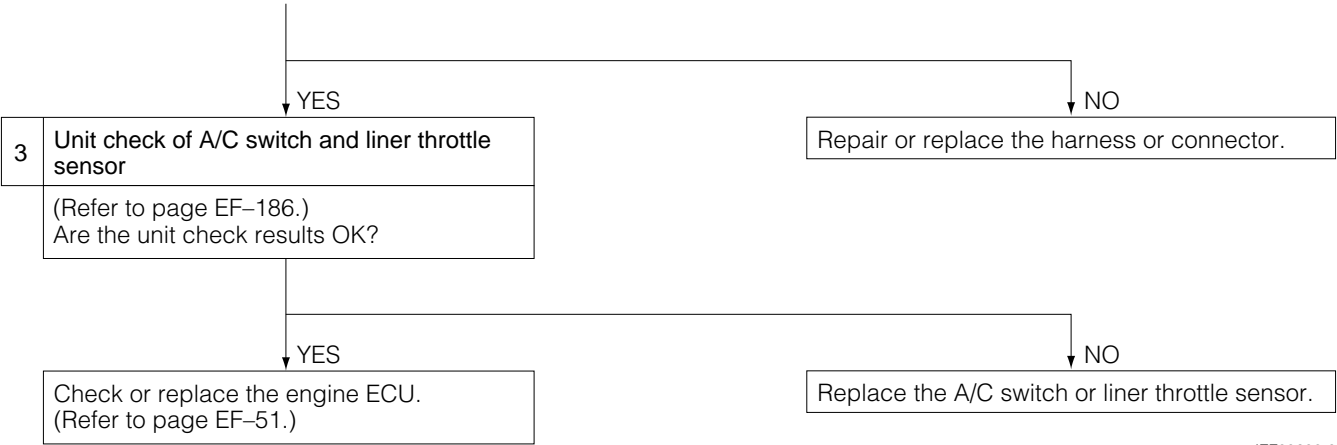 YES
NO
3
Unit check of A/C switch and liner throttle
sensor
Repair or replace the harness or connector.
(Refer to page EF–186.)
Are the unit check results OK?
YES
NO
Check or replace the engine ECU.
(Refer to page EF–51.)
Replace the A/C switch or liner throttle sensor.